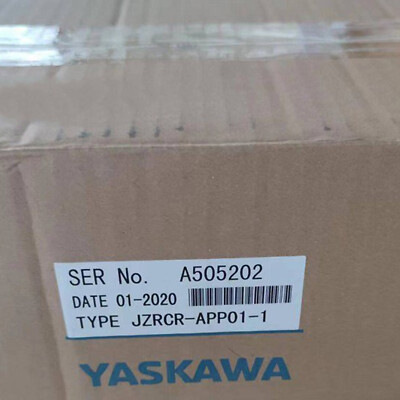 SER No. A505202
DATE 01-2020
TYPE JZRCR-APP01-1
YASKAWA